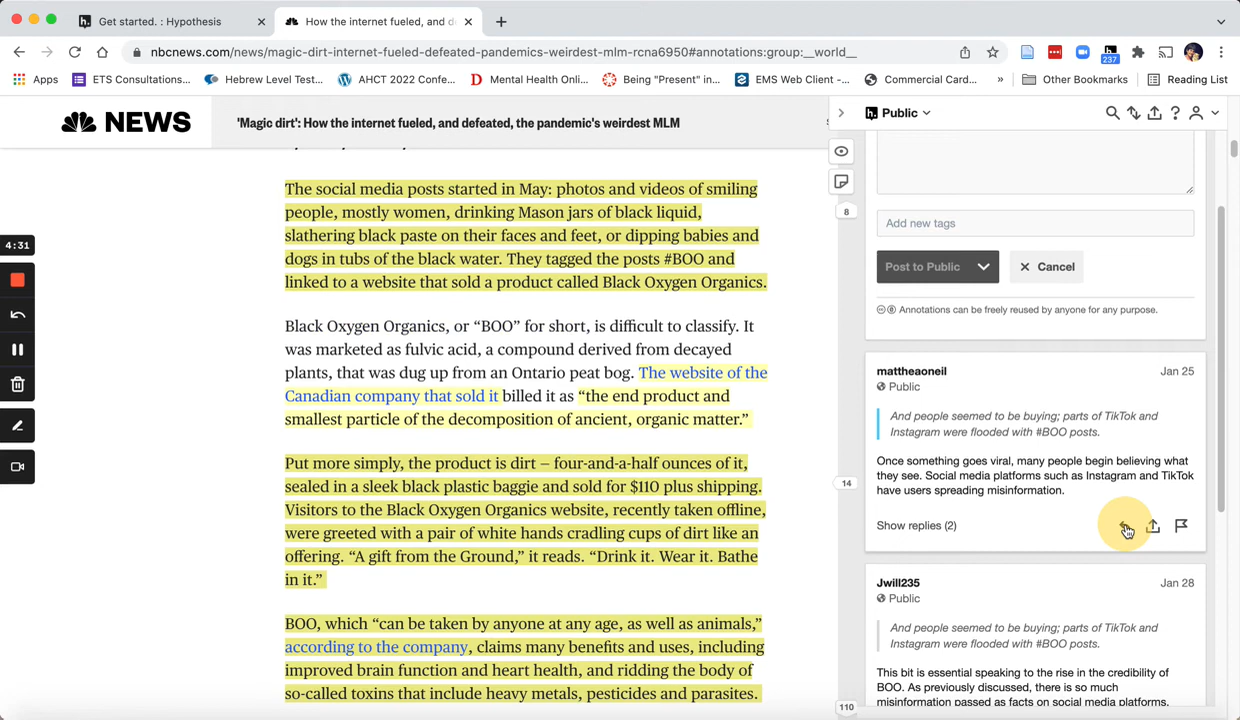 Get started. : Hypothesis
How the internet fueled, and de
nbcnews.com/news/magic-dirt-internet-fueled-defeated-pandemics-weirdest-mlm-rcna6950#annotations:group:__world__
237
Apps
ETS Consultations...
Hebrew Level Test...
AHCT 2022 Confe...
Mental Health Onli...
Being "Present" in...
EMS Web Client -...
Commercial Card...
»
Other Bookmarks
Reading List
NEWS
'Magic dirt': How the internet fueled, and defeated, the pandemic's weirdest MLM
The social media posts started in May: photos and videos of smiling
people, mostly women, drinking Mason jars of black liquid,
slathering black paste on their faces and feet, or dipping babies and
dogs in tubs of the black water. They tagged the posts #BOO and
linked to a website that sold a product called Black Oxygen Organics.
Black Oxygen Organics, or “BOO” for short, is difficult to classify. It
was marketed as fulvic acid, a compound derived from decayed
plants, that was dug up from an Ontario peat bog. The website of the
Canadian company that sold it billed it as “the end product and
smallest particle of the decomposition of ancient, organic matter.”
Put more simply, the product is dirt — four-and-a-half ounces of it,
sealed in a sleek black plastic baggie and sold for $110 plus shipping.
Visitors to the Black Oxygen Organics website, recently taken offline,
were greeted with a pair of white hands cradling cups of dirt like an
offering. “A gift from the Ground,” it reads. “Drink it. Wear it. Bathe
in it.”
BOO, which “can be taken by anyone at any age, as well as animals,”
according to the company, claims many benefits and uses, including
improved brain function and heart health, and ridding the body of
so-called toxins that include heavy metals, pesticides and parasites.
4:31
8
14
110
Public
Add new tags
Post to Public
Cancel
Annotations can be freely reused by anyone for any purpose.
mattheaoneil
Jan 25
Public
And people seemed to be buying; parts of TikTok and
Instagram were flooded with #BOO posts.
Once something goes viral, many people begin believing what
they see. Social media platforms such as Instagram and TikTok
have users spreading misinformation.
Show replies (2)
Jwill235
Jan 28
Public
And people seemed to be buying; parts of TikTok and
Instagram were flooded with #BOO posts.
This bit is essential speaking to the rise in the credibility of
BOO. As previously discussed, there is so much
misinformation passed as facts on social media platforms.